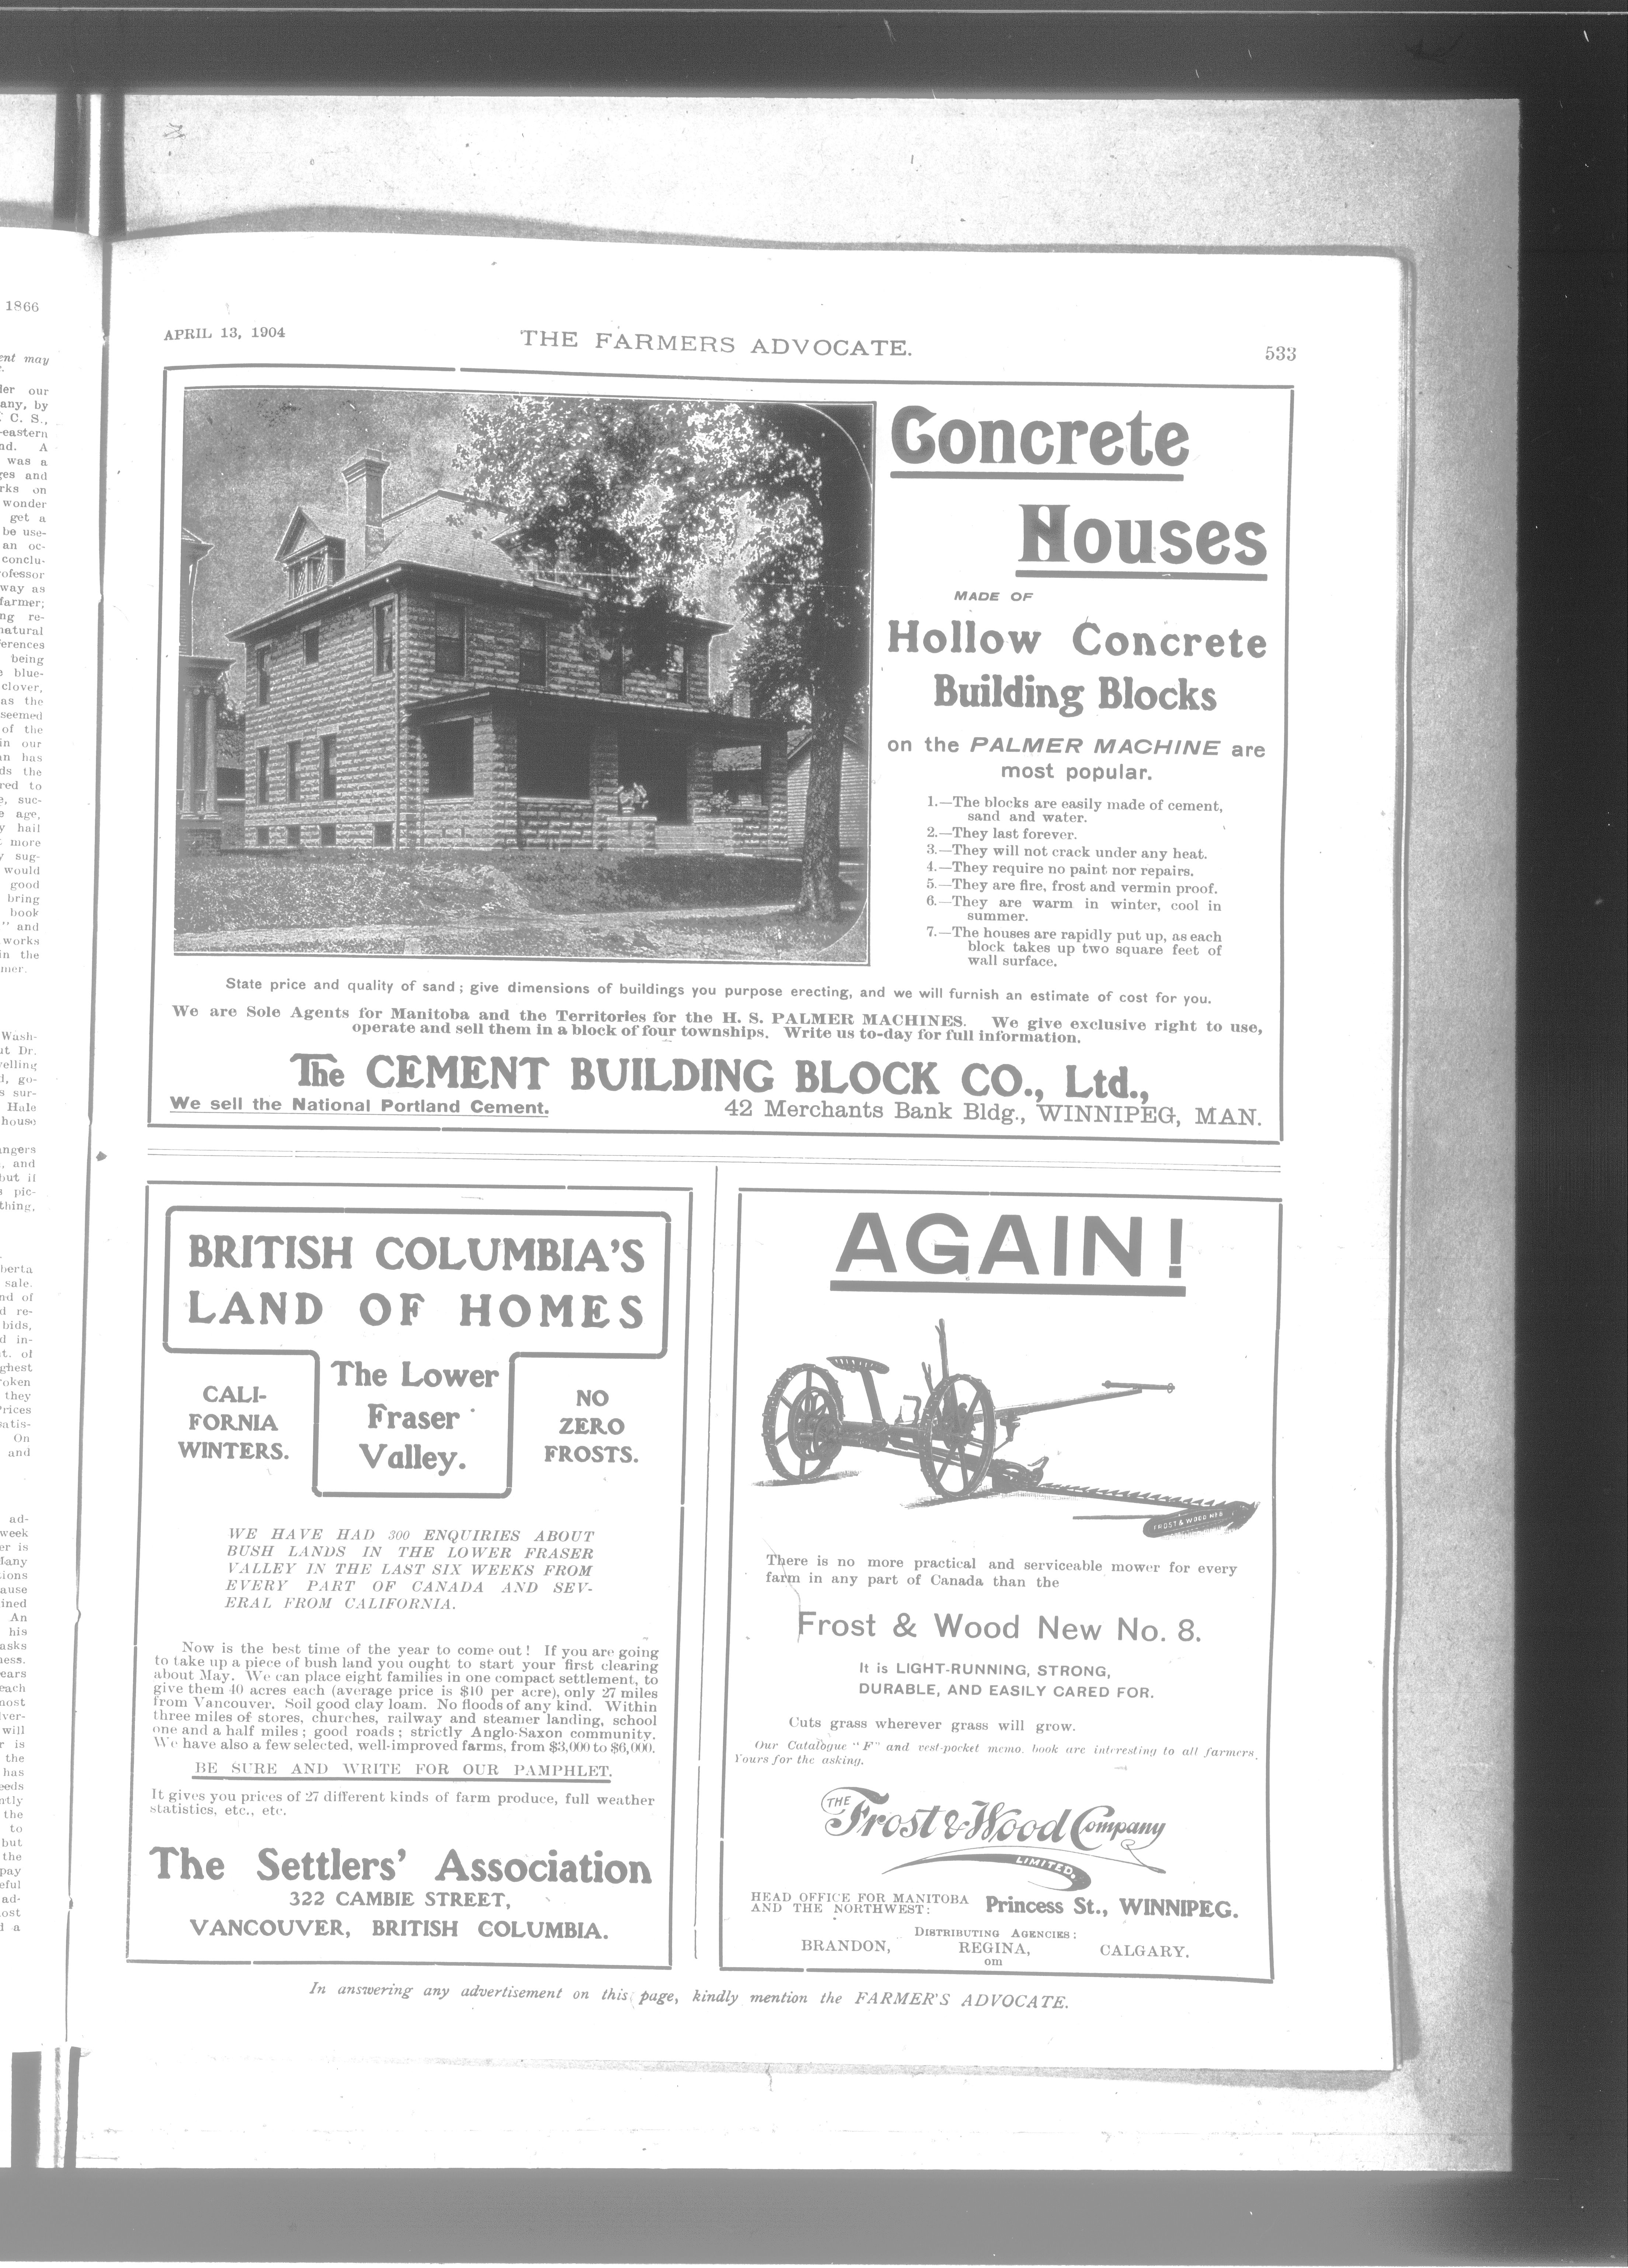 APRIL 13, 1904
THE FARMERS ADVOCATE.
533
Concrete
Houses
MADE OF
Hollow Concrete
Building Blocks
on the PALMER MACHINE are
most popular.
1.—The blocks are easily made of cement,
sand and water.
2.—They last forever.
3.—They will not crack under any heat.
4.—They require no paint nor repairs.
5.—They are fire, frost and vermin proof.
6.—They are warm in winter, cool in
summer.
7.—The houses are rapidly put up, as each
block takes up two square feet of
wall surface.
State price and quality of sand; give dimensions of buildings you purpose erecting, and we will furnish an estimate of cost for you.
We are Sole Agents for Manitoba and the Territories for the H. S. PALMER MACHINES. We give exclusive right to use,
operate and sell them in a block of four townships. Write us to-day for full information.
The CEMENT BUILDING BLOCK CO., Ltd.,
We sell the National Portland Cement.
42 Merchants Bank Bldg., WINNIPEG, MAN.
BRITISH COLUMBIA'S
LAND OF HOMES
The Lower
Fraser
Valley.
CALI-
FORNIA
WINTERS.
NO
ZERO
FROSTS.
WE HAVE HAD 300 ENQUIRIES ABOUT
BUSH LANDS IN THE LOWER FRASER
VALLEY IN THE LAST SIX WEEKS FROM
EVERY PART OF CANADA AND SEV-
ERAL FROM CALIFORNIA.
Now is the best time of the year to come out! If you are going
to take up a piece of bush land you ought to start your first clearing
about May. We can place eight families in one compact settlement, to
give them 40 acres each (average price is $10 per acre), only 27 miles
from Vancouver. Soil good clay loam. No floods of any kind. Within
three miles of stores, churches, railway and steamer landing, school
one and a half miles; good roads; strictly Anglo-Saxon community.
We have also a few selected, well-improved farms, from $3,000 to $6,000.
BE SURE AND WRITE FOR OUR PAMPHLET.
It gives you prices of 27 different kinds of farm produce, full weather
statistics, etc., etc.
The Settlers' Association
322 CAMBIE STREET,
VANCOUVER, BRITISH COLUMBIA.
AGAIN!
FROST & WOOD No 8
There is no more practical and serviceable mower for every
farm in any part of Canada than the
Frost & Wood New No. 8.
It is LIGHT-RUNNING, STRONG,
DURABLE, AND EASILY CARED FOR.
Cuts grass wherever grass will grow.
Our Catalogue "F" and vest-pocket memo. book are interesting to all farmers.
Yours for the asking.
THE
Frost & Wood Company
LIMITED.
HEAD OFFICE FOR MANITOBA
AND THE NORTHWEST:
Princess St., WINNIPEG.
DISTRIBUTING AGENCIES:
BRANDON, REGINA, CALGARY.
om
In answering any advertisement on this page, kindly mention the FARMER'S ADVOCATE.